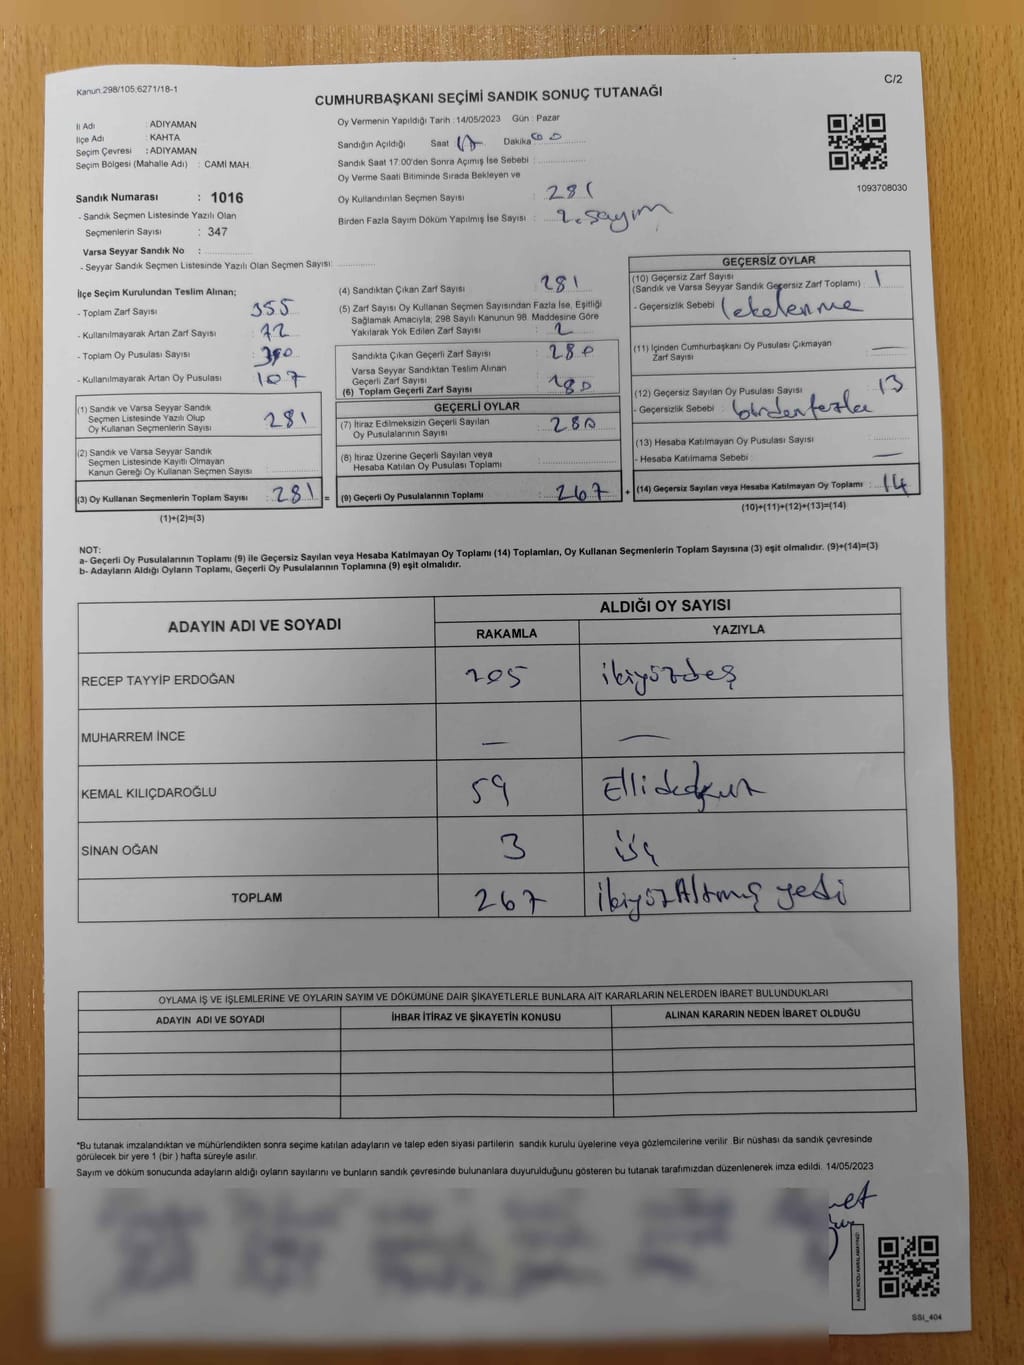 Kanun.298/105;6271/18-1
C/2
CUMHURBAŞKANI SEÇİMİ SANDIK SONUÇ TUTANAĞI
İl Adı : ADIYAMAN
İlçe Adı : KAHTA
Seçim Çevresi : ADIYAMAN
Seçim Bölgesi (Mahalle Adı) : CAMİ MAH.
Sandık Numarası : 1016
- Sandık Seçmen Listesinde Yazılı Olan
Seçmenlerin Sayısı : 347
Varsa Seyyar Sandık No :
- Seyyar Sandık Seçmen Listesinde Yazılı Olan Seçmen Sayısı:
Oy Vermenin Yapıldığı Tarih :14/05/2023 Gün : Pazar
Sandığın Açıldığı Saat Dakika
Sandık Saat 17:00'den Sonra Açımış İse Sebebi :
Oy Verme Saati Bitiminde Sırada Bekleyen ve
Oy Kullandırılan Seçmen Sayısı : 281
Birden Fazla Sayım Döküm Yapılmış İse Sayısı : 2. sayım
1093708030
İlçe Seçim Kurulundan Teslim Alınan;
- Toplam Zarf Sayısı : 355
- Kullanılmayarak Artan Zarf Sayısı : 72
- Toplam Oy Pusulası Sayısı :
- Kullanılmayarak Artan Oy Pusulası : 107
(1) Sandık ve Varsa Seyyar Sandık
Seçmen Listesinde Yazılı Olup
Oy Kullanan Seçmenlerin Sayısı : 281
(2) Sandık ve Varsa Seyyar Sandık
Seçmen Listesinde Kayıtlı Olmayan
Kanun Gereği Oy Kullanan Seçmen Sayısı
(3) Oy Kullanan Seçmenlerin Toplam Sayısı : 281 =
(1)+(2)=(3)
(4) Sandıktan Çıkan Zarf Sayısı : 281
(5) Zarf Sayısı Oy Kullanan Seçmen Sayısından Fazla İse, Eşitliği
Sağlamak Amacıyla, 298 Sayılı Kanunun 98. Maddesine Göre
Yakılarak Yok Edilen Zarf Sayısı : 2
Sandıkta Çıkan Geçerli Zarf Sayısı : 280
Varsa Seyyar Sandıktan Teslim Alınan
Geçerli Zarf Sayısı
(6) Toplam Geçerli Zarf Sayısı : 280
GEÇERLİ OYLAR
(7) İtiraz Edilmeksizin Geçerli Sayılan
Oy Pusulalarının Sayısı : 280
(8) İtiraz Üzerine Geçerli Sayılan veya
Hesaba Katılan Oy Pusulası Toplamı :
(9) Geçerli Oy Pusulalarının Toplamı : 267 +
GEÇERSİZ OYLAR
(10) Geçersiz Zarf Sayısı
(Sandık ve Varsa Seyyar Sandık Geçersiz Zarf Toplamı) : 1
- Geçersizlik Sebebi : lekelenme
(11) İçinden Cumhurbaşkanı Oy Pusulası Çıkmayan
Zarf Sayısı : —
(12) Geçersiz Sayılan Oy Pusulası Sayısı : 13
- Geçersizlik Sebebi : birden fazla
(13) Hesaba Katılmayan Oy Pusulası Sayısı :
- Hesaba Katılmama Sebebi : —
(14) Geçersiz Sayılan veya Hesaba Katılmayan Oy Toplamı : 14
(10)+(11)+(12)+(13)=(14)
NOT:
a- Geçerli Oy Pusulalarının Toplamı (9) ile Geçersiz Sayılan veya Hesaba Katılmayan Oy Toplamı (14) Toplamları, Oy Kullanan Seçmenlerin Toplam Sayısına (3) eşit olmalıdır. (9)+(14)=(3)
b- Adayların Aldığı Oyların Toplamı, Geçerli Oy Pusulalarının Toplamına (9) eşit olmalıdır.
ADAYIN ADI VE SOYADI
ALDIĞI OY SAYISI
RAKAMLA YAZIYLA
RECEP TAYYİP ERDOĞAN 205 ikiyüzbeş
MUHARREM İNCE — —
KEMAL KILIÇDAROĞLU 59 Elli dokuz
SİNAN OĞAN 3 üç
TOPLAM 267 ikiyüzAltmış yedi
OYLAMA İŞ VE İŞLEMLERİNE VE OYLARIN SAYIM VE DÖKÜMÜNE DAİR ŞİKAYETLERLE BUNLARA AİT KARARLARIN NELERDEN İBARET BULUNDUKLARI
ADAYIN ADI VE SOYADI İHBAR İTİRAZ VE ŞİKAYETİN KONUSU ALINAN KARARIN NEDEN İBARET OLDUĞU
*Bu tutanak imzalandıktan ve mühürlendikten sonra seçime katılan adayların ve talep eden siyasi partilerin sandık kurulu üyelerine veya gözlemcilerine verilir. Bir nüshası da sandık çevresinde
görülecek bir yere 1 (bir ) hafta süreyle asılır.
Sayım ve döküm sonucunda adayların aldığı oyların sayılarını ve bunların sandık çevresinde bulunanlara duyurulduğunu gösteren bu tutanak tarafımızdan düzenlenerek imza edildi. 14/05/2023
KARE KODU KARALAMAYINIZ!
SSI_404